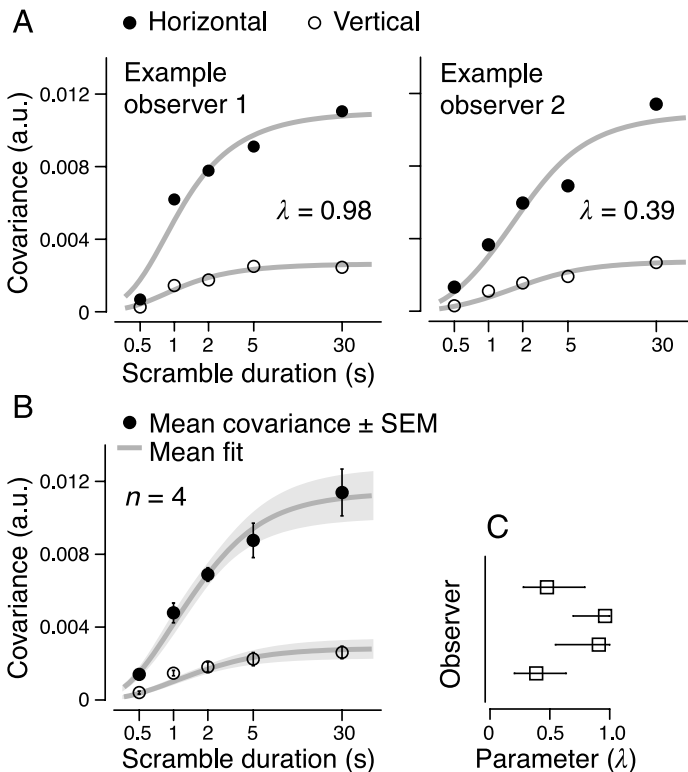 A
Horizontal Vertical
Example observer 1
Example observer 2
Covariance (a.u.)
0.012
0.008
0.004
0
λ = 0.98
λ = 0.39
0.5 1 2 5 30
0.5 1 2 5 30
Scramble duration (s)
B
Mean covariance ± SEM
Mean fit
n = 4
Covariance (a.u.)
0.012
0.008
0.004
0
0.5 1 2 5 30
Scramble duration (s)
C
Observer
0 1.0
Parameter (λ)